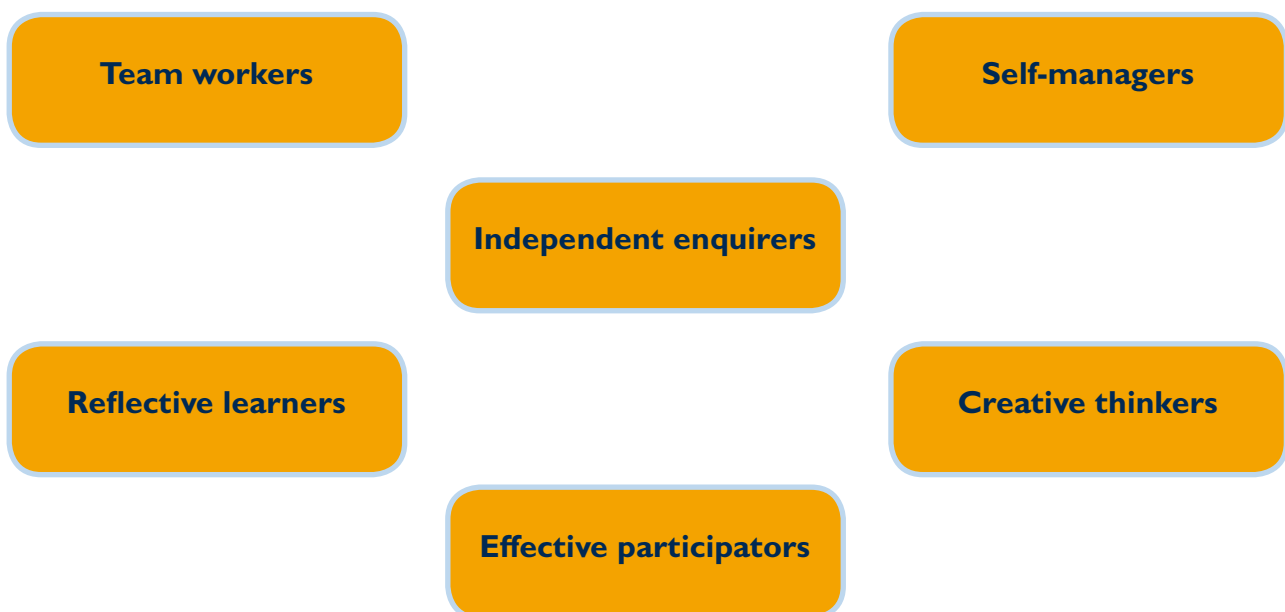 Team workers
Self-managers
Independent enquirers
Reflective learners
Creative thinkers
Effective participators